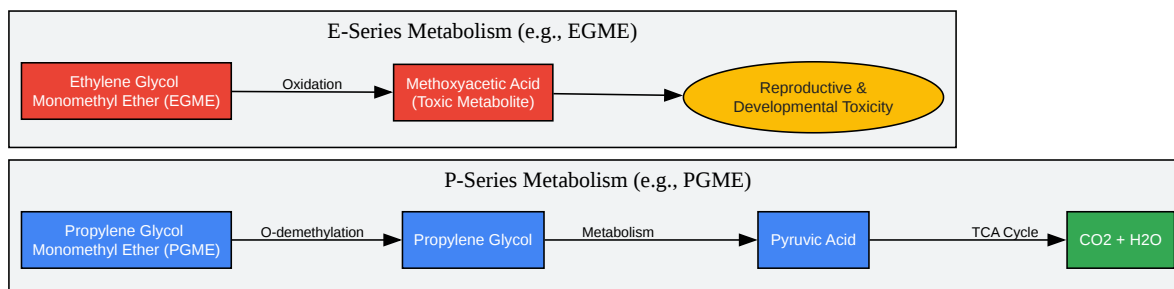 E-Series Metabolism (e.g., EGME)
Ethylene Glycol
Monomethyl Ether (EGME)
Oxidation
Methoxyacetic Acid
(Toxic Metabolite)
Reproductive &
Developmental Toxicity
P-Series Metabolism (e.g., PGME)
Propylene Glycol
Monomethyl Ether (PGME)
O-demethylation
Propylene Glycol
Metabolism
Pyruvic Acid
TCA Cycle
CO2 + H2O